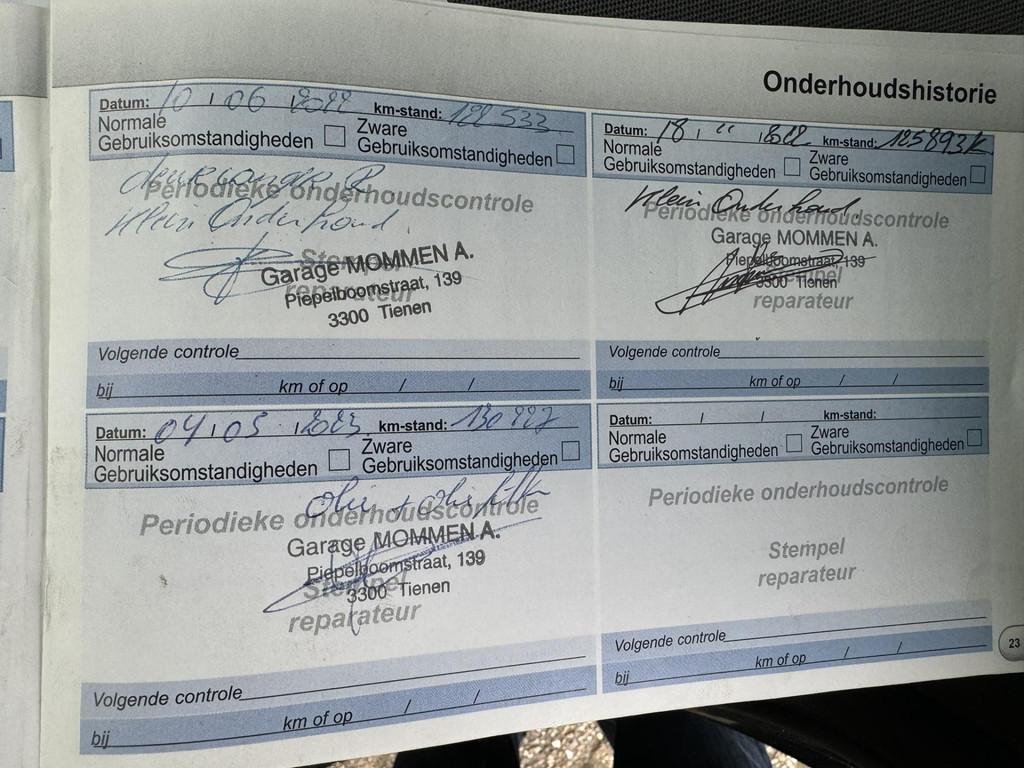 Onderhoudshistorie
Datum: 10 / 06 / 2022 km-stand: 122 533
Normale Gebruiksomstandigheden Zware Gebruiksomstandigheden
Periodieke onderhoudscontrole
Klein Onderhoud
Stempel reparateur
Garage MOMMEN A.
Piepelboomstraat, 139
3300 Tienen
Volgende controle
bij km of op / /
Datum: 18 / 11 / 2022 km-stand: 125893k
Normale Gebruiksomstandigheden Zware Gebruiksomstandigheden
Klein Onderhoud
Periodieke onderhoudscontrole
Garage MOMMEN A.
Piepelboomstraat, 139
3300 Tienen
Stempel
reparateur
Volgende controle
bij km of op / /
Datum: 04 / 05 / 2023 km-stand: 130 227
Normale Gebruiksomstandigheden Zware Gebruiksomstandigheden
Olie + olie filter
Periodieke onderhoudscontrole
Garage MOMMEN A.
Piepelboomstraat, 139
3300 Tienen
Stempel
reparateur
Volgende controle
bij km of op / /
Datum: / / km-stand:
Normale Gebruiksomstandigheden Zware Gebruiksomstandigheden
Periodieke onderhoudscontrole
Stempel
reparateur
Volgende controle
bij km of op / /
23